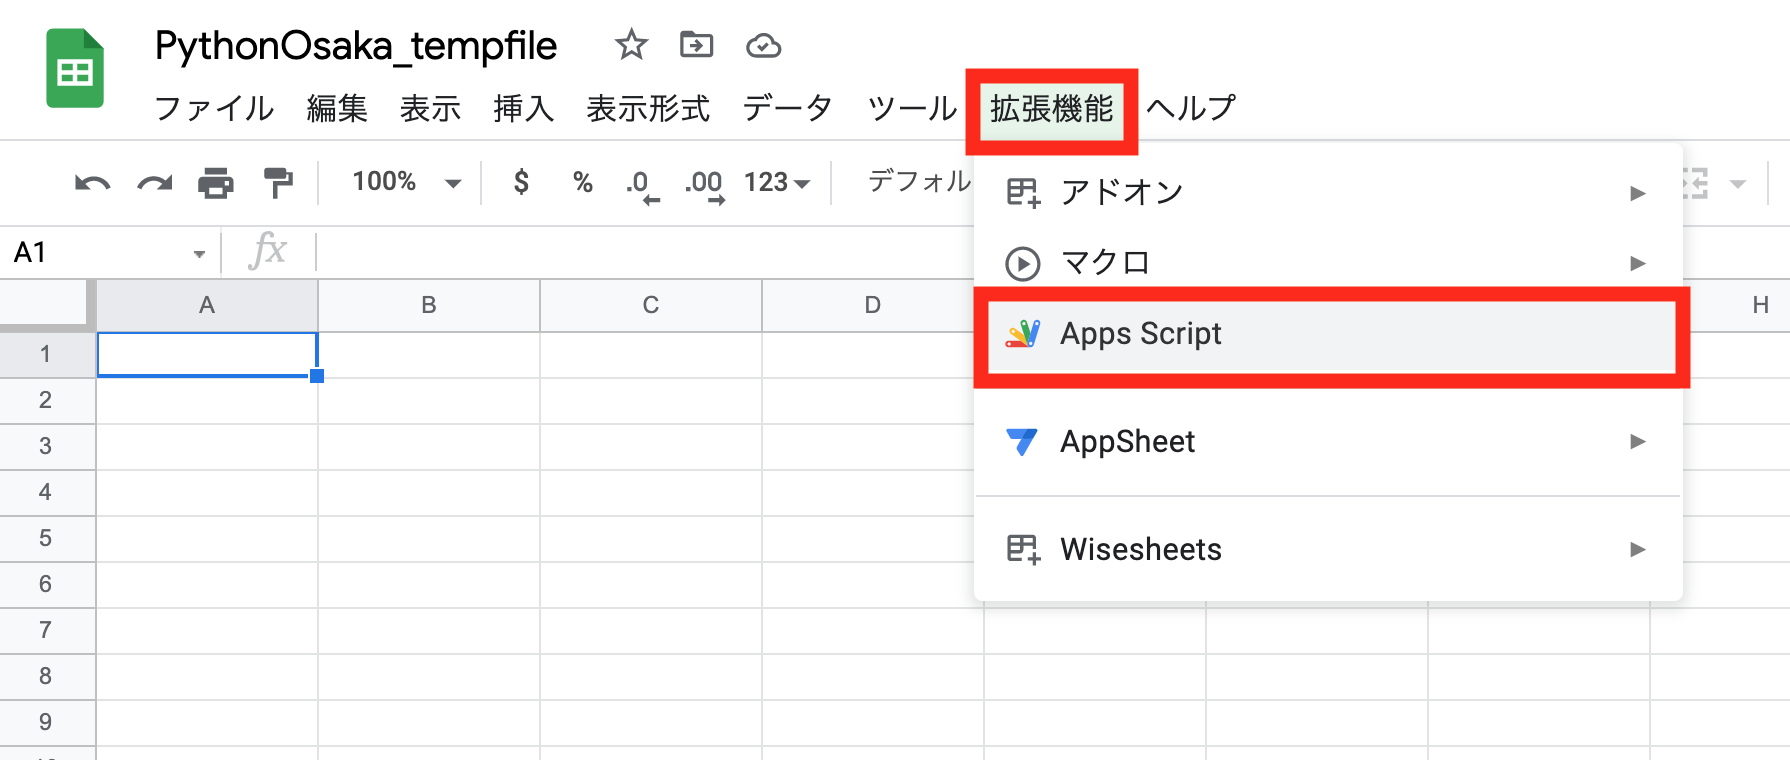 PythonOsaka_tempfile
ファイル 編集 表示 挿入 表示形式 データ ツール 拡張機能 ヘルプ
100% $ % .0 .00 123 デフォル
A1 fx
アドオン
マクロ
Apps Script
AppSheet
Wisesheets
A B C D H
1
2
3
4
5
6
7
8
9